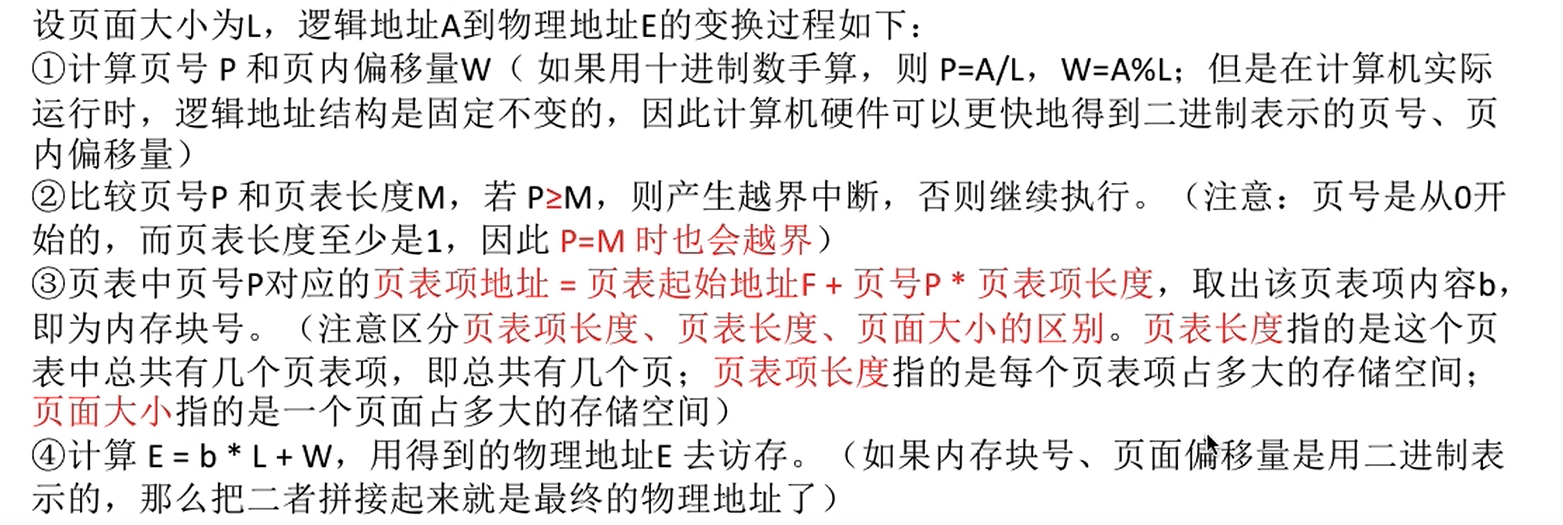 设页面大小为L，逻辑地址A到物理地址E的变换过程如下：
①计算页号 P 和页内偏移量W（ 如果用十进制数手算，则 P=A/L，W=A%L；但是在计算机实际
运行时，逻辑地址结构是固定不变的，因此计算机硬件可以更快地得到二进制表示的页号、页
内偏移量）
②比较页号P 和页表长度M，若 P≥M，则产生越界中断，否则继续执行。（注意：页号是从0开
始的，而页表长度至少是1，因此 P=M 时也会越界）
③页表中页号P对应的页表项地址 = 页表起始地址F + 页号P * 页表项长度，取出该页表项内容b，
即为内存块号。（注意区分页表项长度、页表长度、页面大小的区别。页表长度指的是这个页
表中总共有几个页表项，即总共有几个页；页表项长度指的是每个页表项占多大的存储空间；
页面大小指的是一个页面占多大的存储空间）
④计算 E = b * L + W，用得到的物理地址E 去访存。（如果内存块号、页面偏移量是用二进制表
示的，那么把二者拼接起来就是最终的物理地址了）